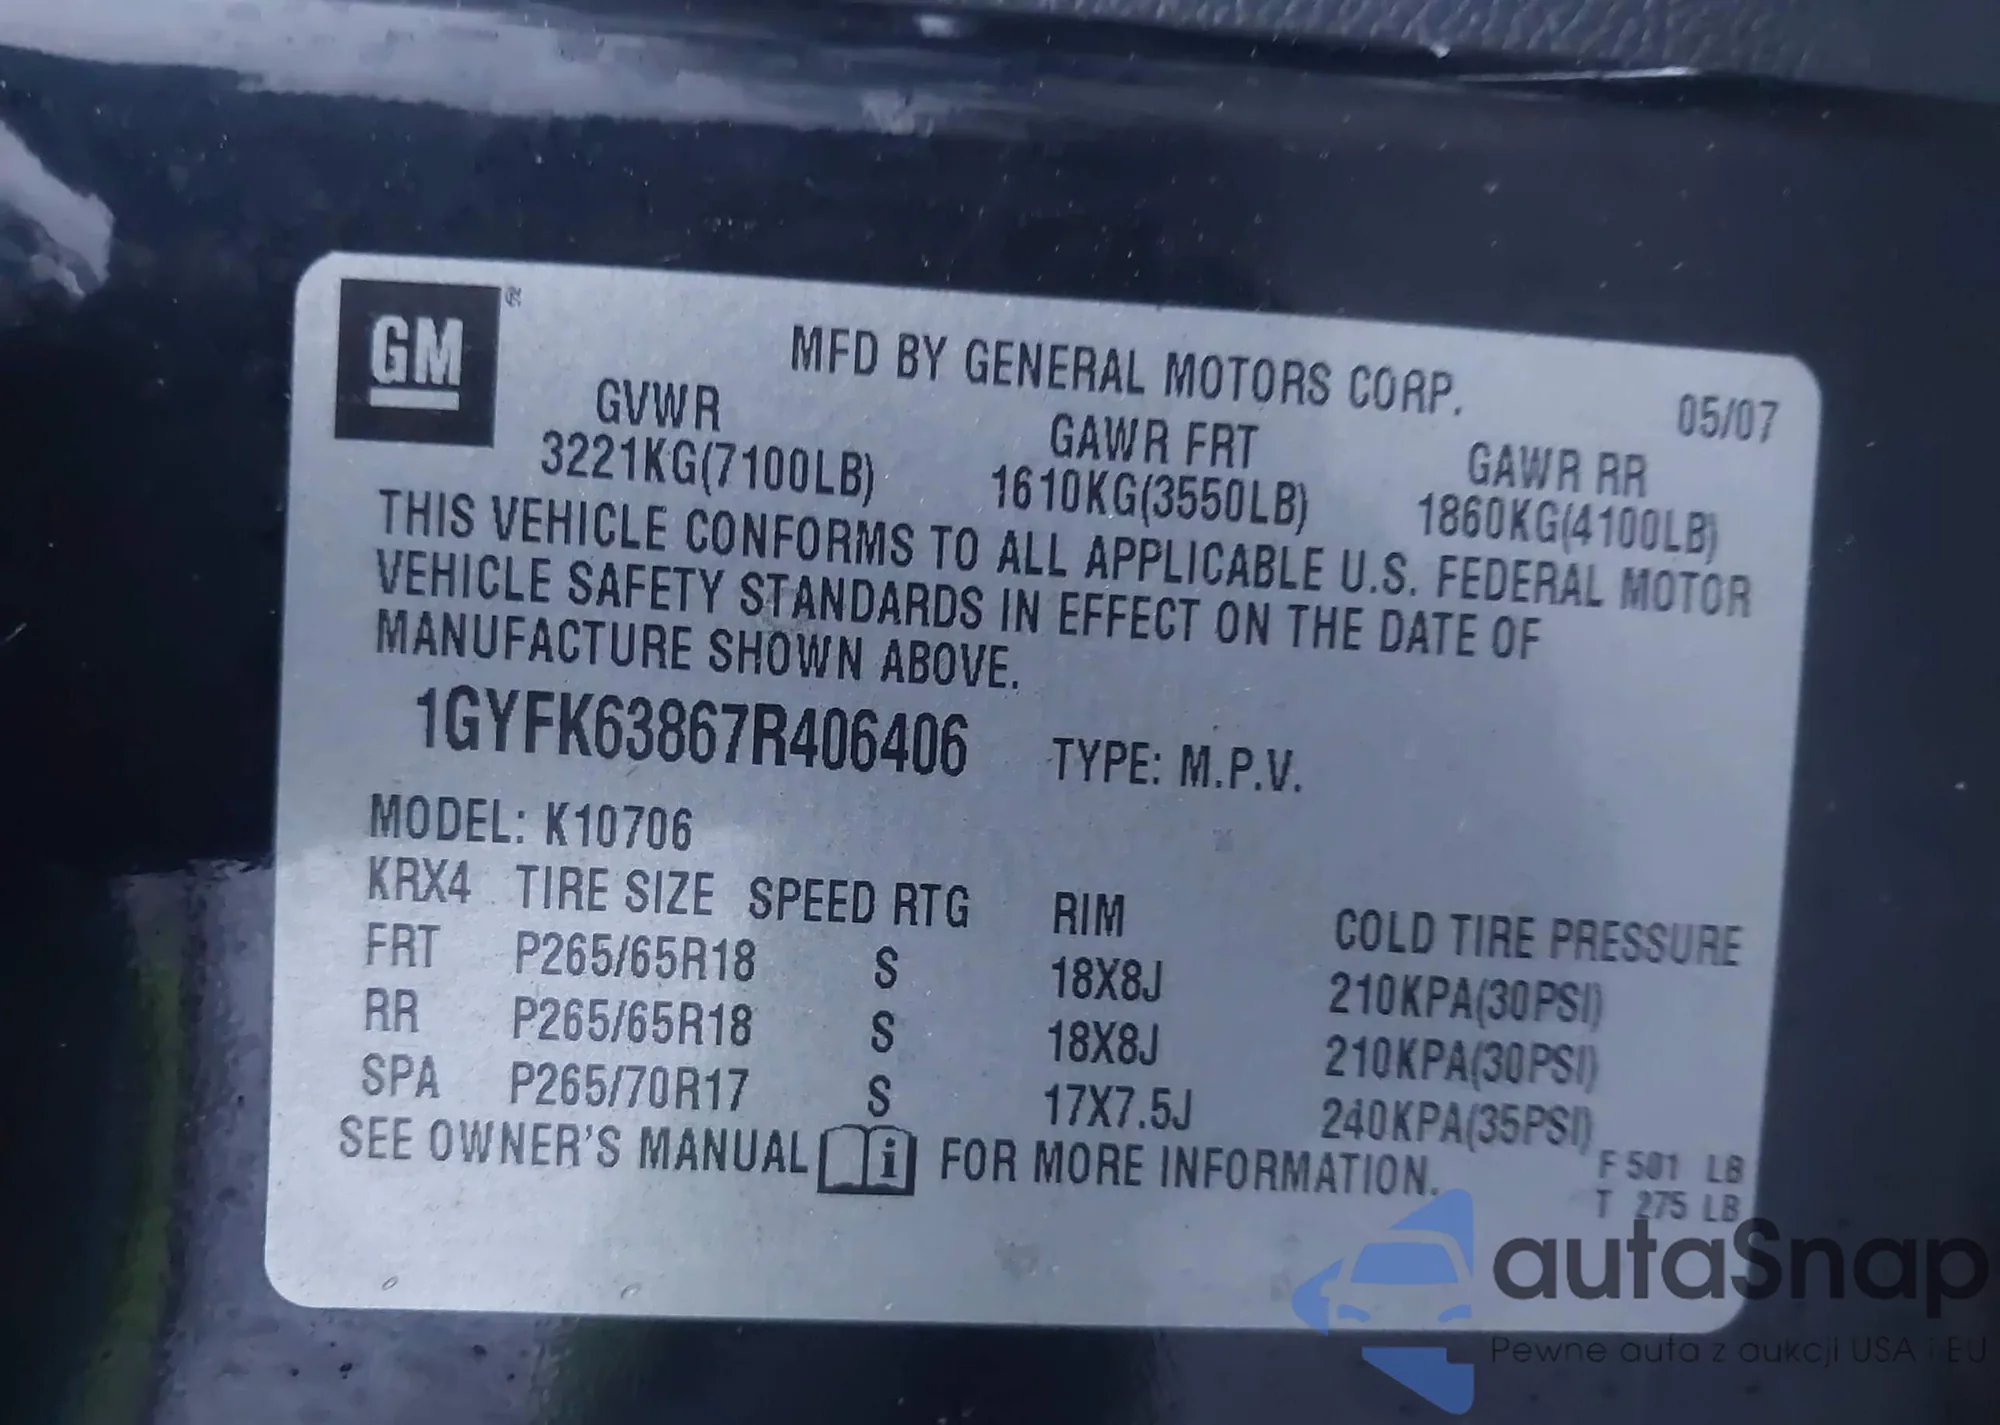 GM ®
MFD BY GENERAL MOTORS CORP.
05/07
GVWR GAWR FRT GAWR RR
3221KG(7100LB) 1610KG(3550LB) 1860KG(4100LB)
THIS VEHICLE CONFORMS TO ALL APPLICABLE U.S. FEDERAL MOTOR
VEHICLE SAFETY STANDARDS IN EFFECT ON THE DATE OF
MANUFACTURE SHOWN ABOVE.
1GYFK63867R406406 TYPE: M.P.V.
MODEL: K10706
KRX4 TIRE SIZE SPEED RTG RIM COLD TIRE PRESSURE
FRT P265/65R18 S 18X8J 210KPA(30PSI)
RR P265/65R18 S 18X8J 210KPA(30PSI)
SPA P265/70R17 S 17X7.5J 240KPA(35PSI)
SEE OWNER'S MANUAL i FOR MORE INFORMATION.
F 501 LB
T 275 LB
autaSnap
Pewne auta z aukcji USA i EU